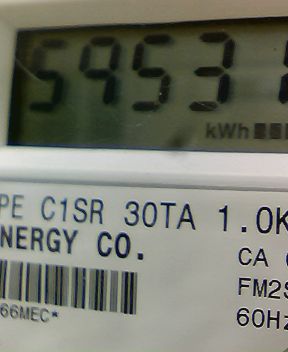 5953
kWh
PE C1SR 30TA 1.0K
NERGY CO.
CA
FM2S
66MEC*
60Hz